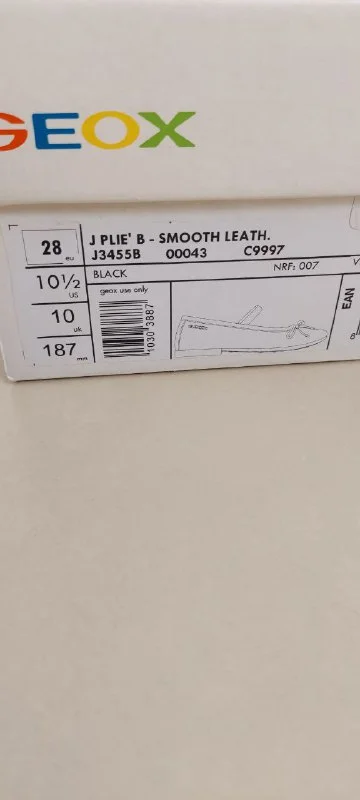 GEOX
28 eu
J PLIE' B - SMOOTH LEATH.
J3455B 00043 C9997
10½ us
BLACK
NRF: 007
geox use only
10 uk
187 mm
10303887
EAN